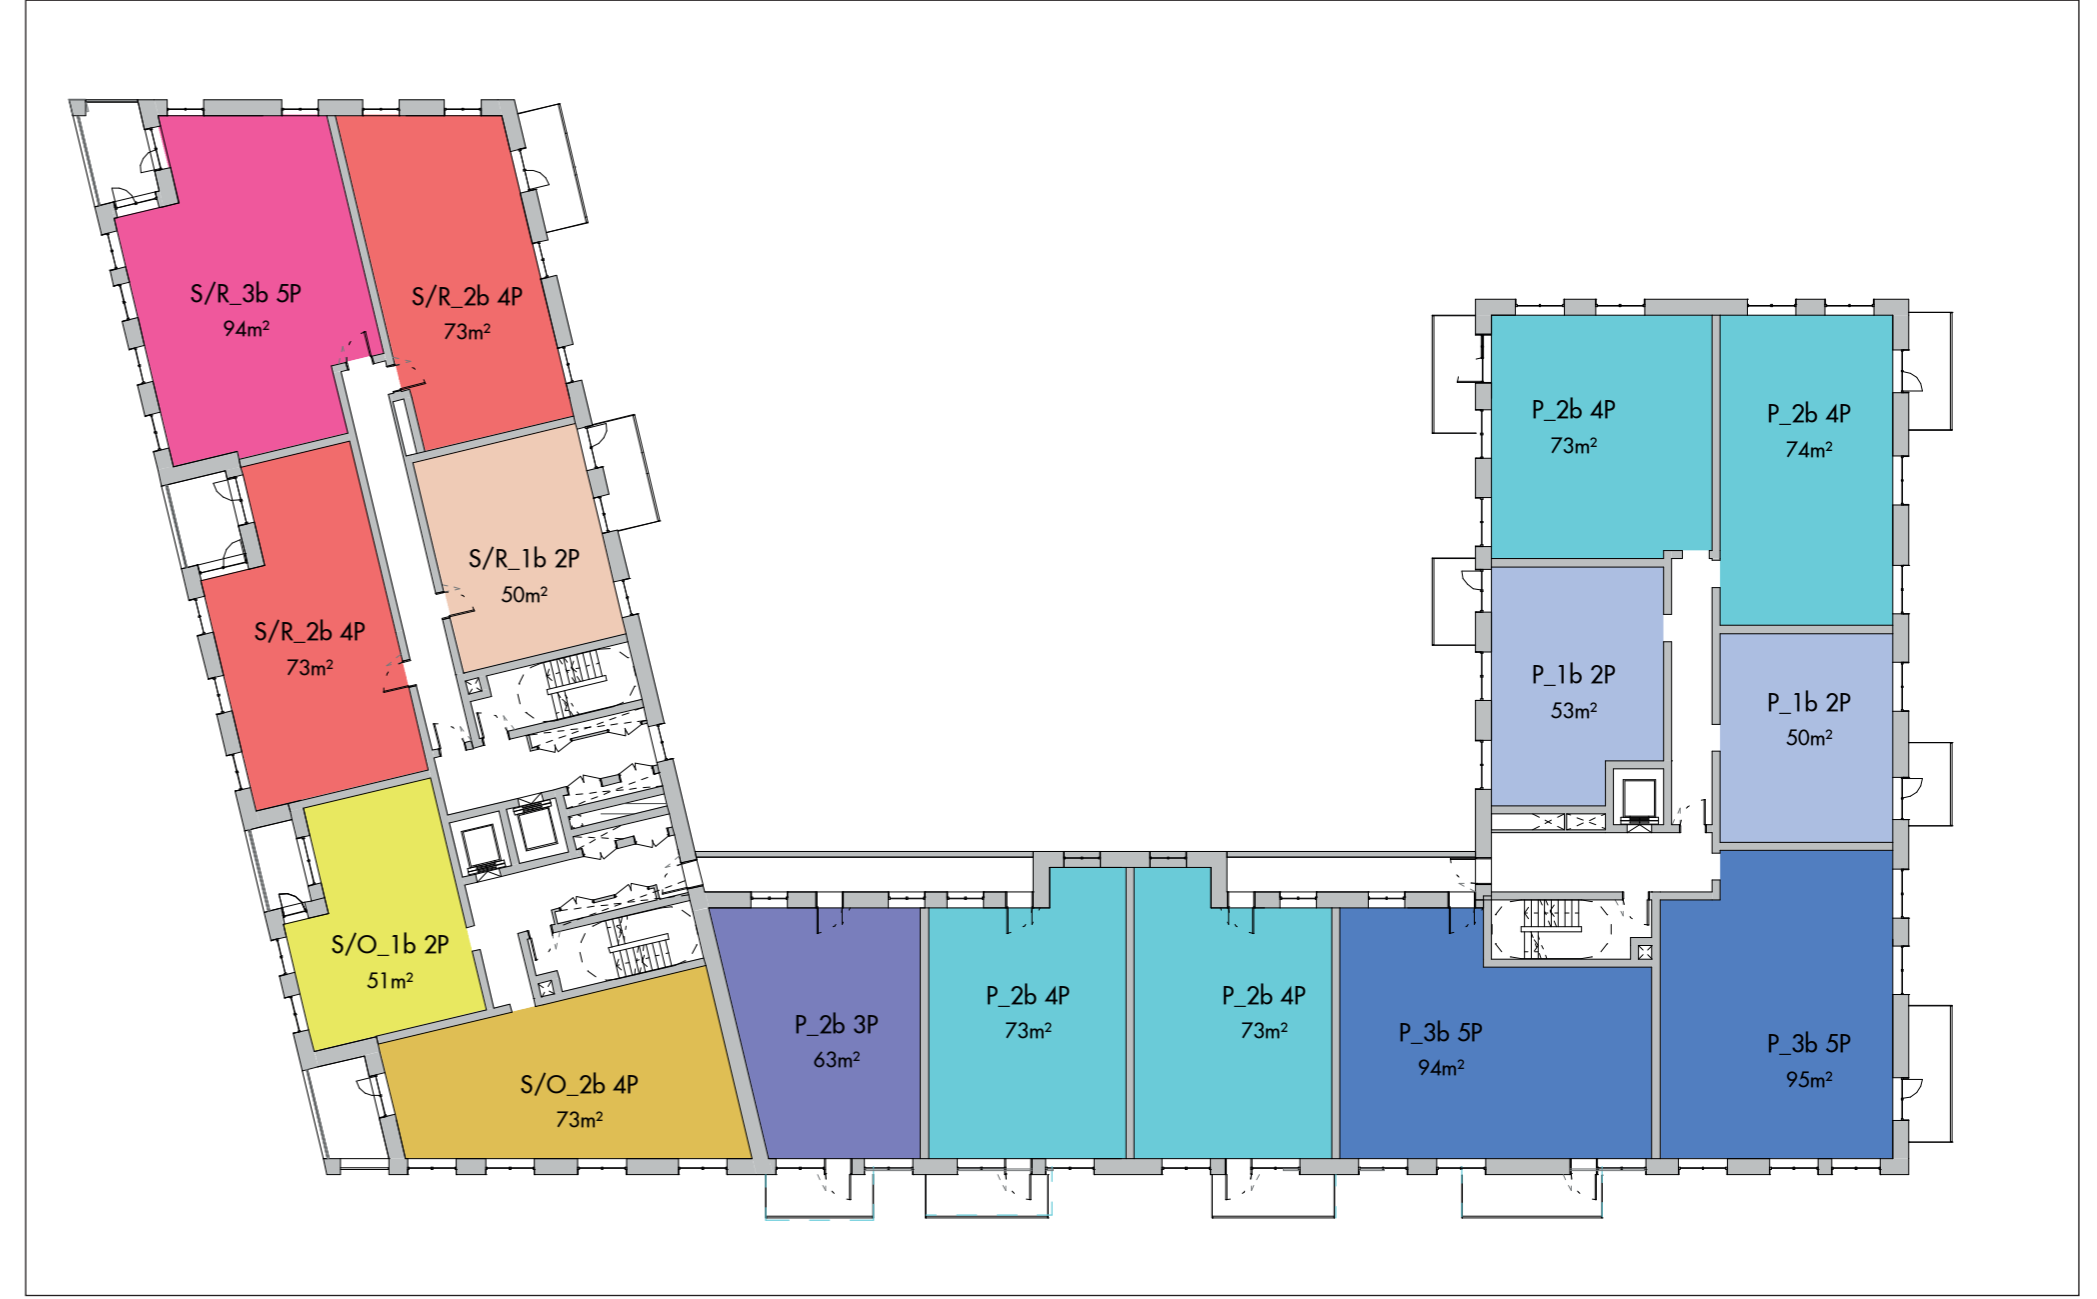 S/R_3b 5P
94m²
S/R_2b 4P
73m²
S/R_1b 2P
50m²
S/R_2b 4P
73m²
S/O_1b 2P
51m²
S/O_2b 4P
73m²
P_2b 3P
63m²
P_2b 4P
73m²
P_2b 4P
73m²
P_3b 5P
94m²
P_3b 5P
95m²
P_2b 4P
73m²
P_2b 4P
74m²
P_1b 2P
53m²
P_1b 2P
50m²